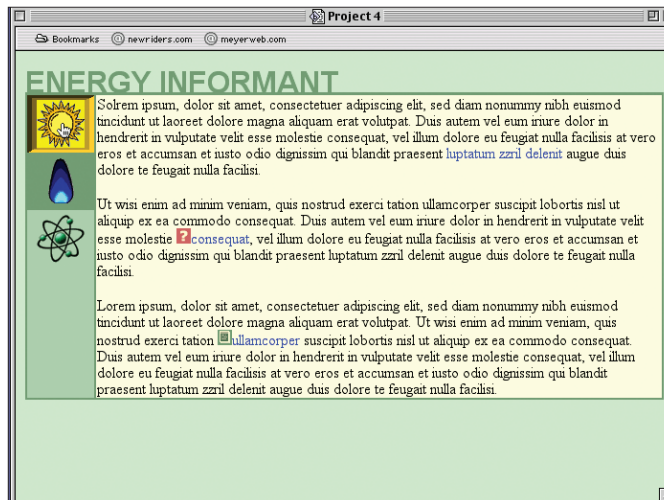 Project 4
Bookmarks newriders.com meyerweb.com
ENERGY INFORMANT
Solrem ipsum, dolor sit amet, consectetuer adipiscing elit, sed diam nonummy nibh euismod
tincidunt ut laoreet dolore magna aliquam erat volutpat. Duis autem vel eum iriure dolor in
hendrerit in vulputate velit esse molestie consequat, vel illum dolore eu feugiat nulla facilisis at vero
eros et accumsan et iusto odio dignissim qui blandit praesent luptatum zzril delenit augue duis
dolore te feugait nulla facilisi.
Ut wisi enim ad minim veniam, quis nostrud exerci tation ullamcorper suscipit lobortis nisl ut
aliquip ex ea commodo consequat. Duis autem vel eum iriure dolor in hendrerit in vulputate velit
esse molestie ?consequat, vel illum dolore eu feugiat nulla facilisis at vero eros et accumsan et
iusto odio dignissim qui blandit praesent luptatum zzril delenit augue duis dolore te feugait nulla
facilisi.
Lorem ipsum, dolor sit amet, consectetuer adipiscing elit, sed diam nonummy nibh euismod
tincidunt ut laoreet dolore magna aliquam erat volutpat. Ut wisi enim ad minim veniam, quis
nostrud exerci tation ullamcorper suscipit lobortis nisl ut aliquip ex ea commodo consequat.
Duis autem vel eum iriure dolor in hendrerit in vulputate velit esse molestie consequat, vel illum
dolore eu feugiat nulla facilisis at vero eros et accumsan et iusto odio dignissim qui blandit
praesent luptatum zzril delenit augue duis dolore te feugait nulla facilisi.